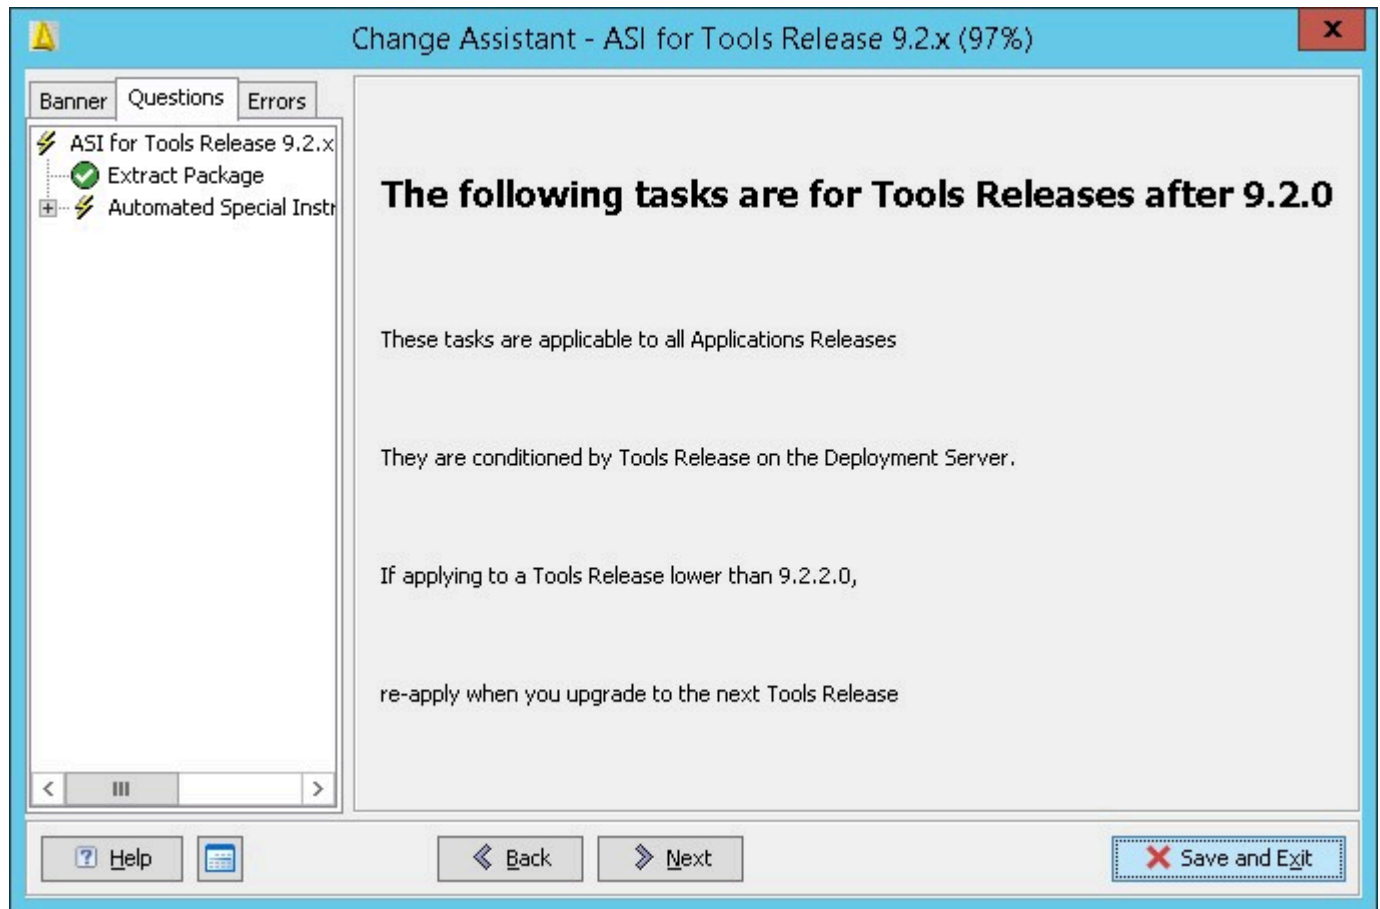 Change Assistant - ASI for Tools Release 9.2.x (97%)
x
Banner Questions Errors
ASI for Tools Release 9.2.x
Extract Package
Automated Special Instr
The following tasks are for Tools Releases after 9.2.0
These tasks are applicable to all Applications Releases
They are conditioned by Tools Release on the Deployment Server.
If applying to a Tools Release lower than 9.2.2.0,
re-apply when you upgrade to the next Tools Release
Help Back Next Save and Exit